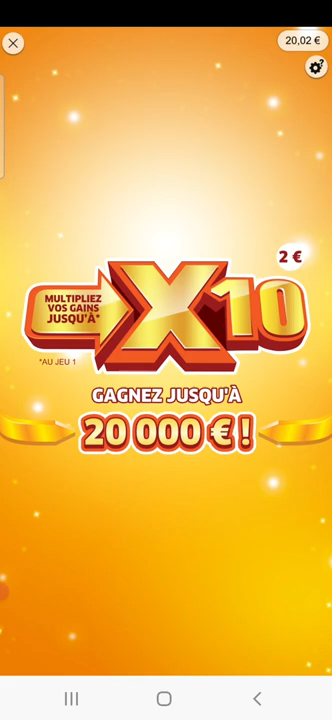 20,02 €
?
2 €
MULTIPLIEZ
VOS GAINS
JUSQU'À*
X10
*AU JEU 1
GAGNEZ JUSQU'À
20 000 € !